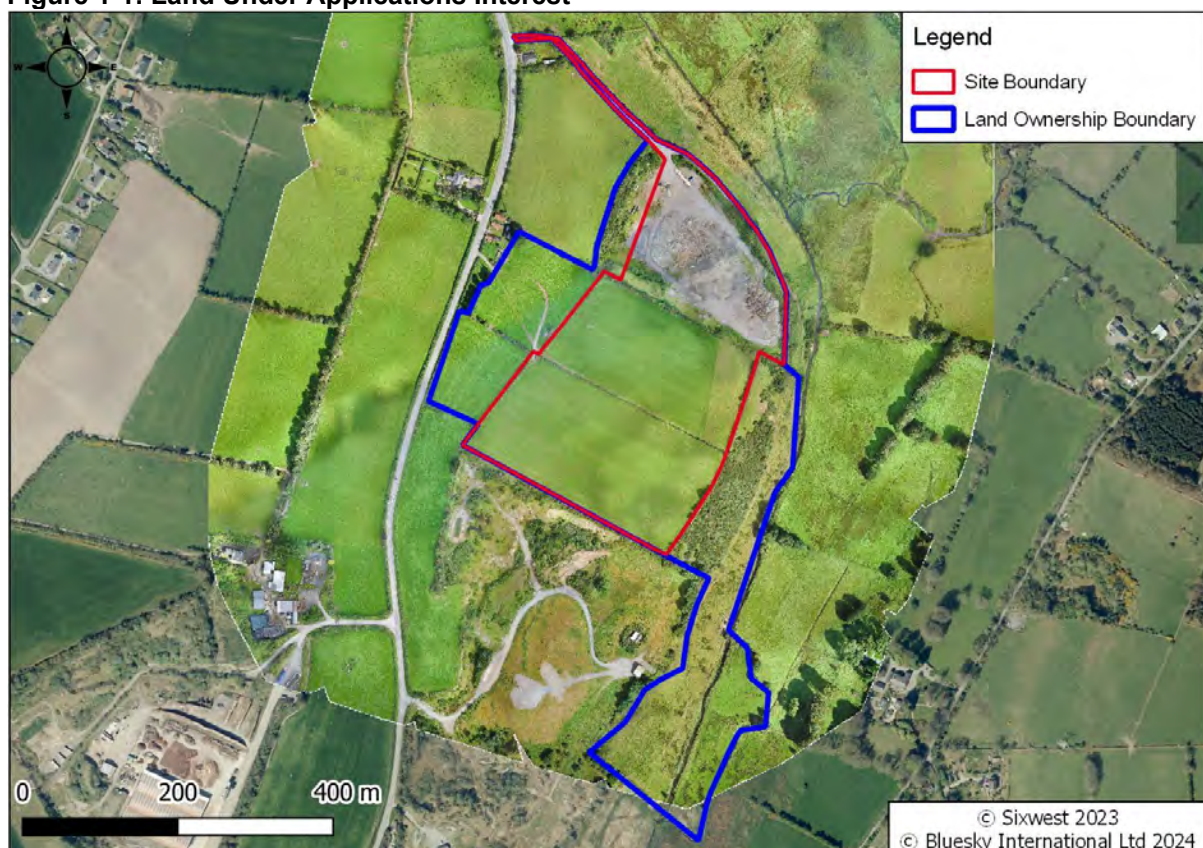 Figure 1-1: Land Under Applications Interest
N
W E
S
Legend
Site Boundary
Land Ownership Boundary
0 200 400 m
© Sixwest 2023
© Bluesky International Ltd 2024